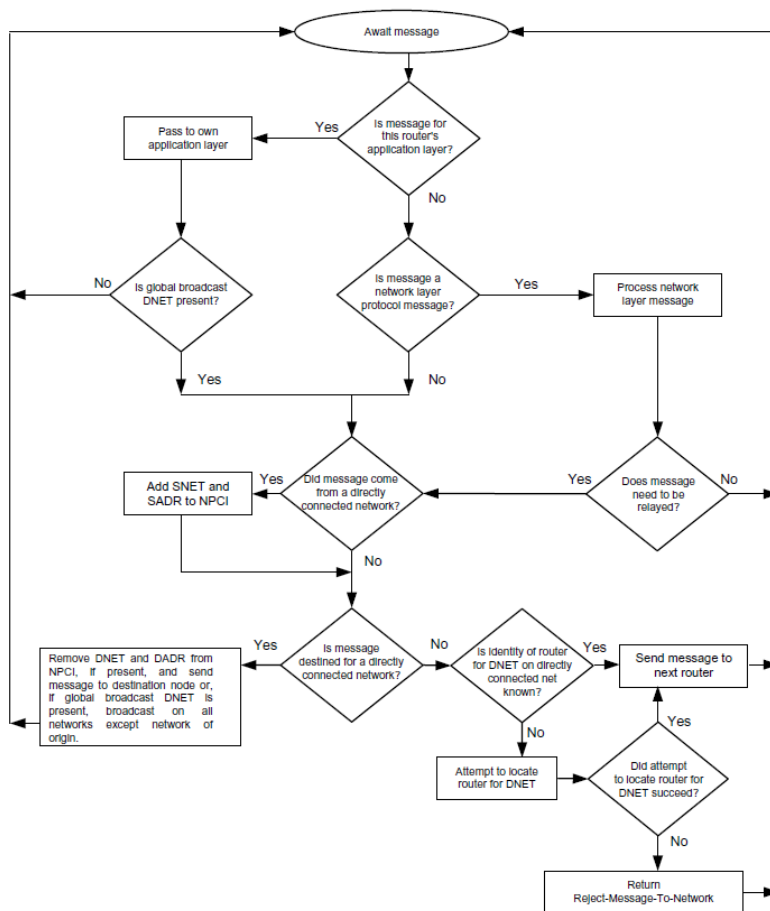 Await message
Is message for
this router's
application layer?
Yes
Pass to own
application layer
No
Is global broadcast
DNET present?
No
Yes
Is message a
network layer
protocol message?
Yes
Process network
layer message
No
Did message come
from a directly
connected network?
Yes
Add SNET and
SADR to NPCI
Does message
need to be
relayed?
Yes
No
No
Is message
destined for a directly
connected network?
Yes
Remove DNET and DADR from
NPCI, if present, and send
message to destination node or,
if global broadcast DNET is
present, broadcast on all
networks except network of
origin.
No
Is identity of router
for DNET on directly
connected net
known?
Yes
Send message to
next router
No
Attempt to locate
router for DNET
Did attempt
to locate router for
DNET succeed?
Yes
No
Return
Reject-Message-To-Network